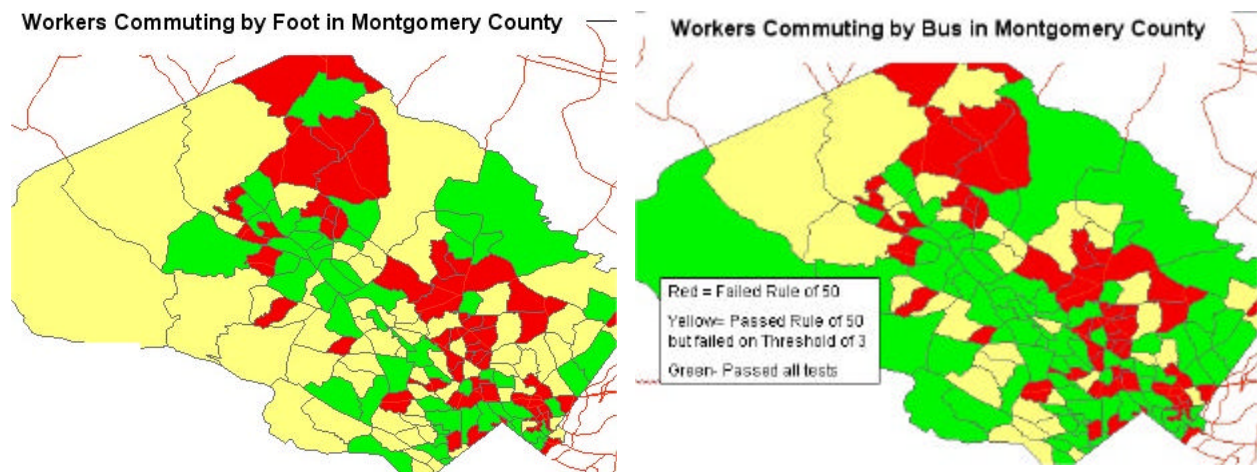 Workers Commuting by Foot in Montgomery County
Workers Commuting by Bus in Montgomery County
Red = Failed Rule of 50
Yellow= Passed Rule of 50
but failed on Threshold of 3
Green- Passed all tests